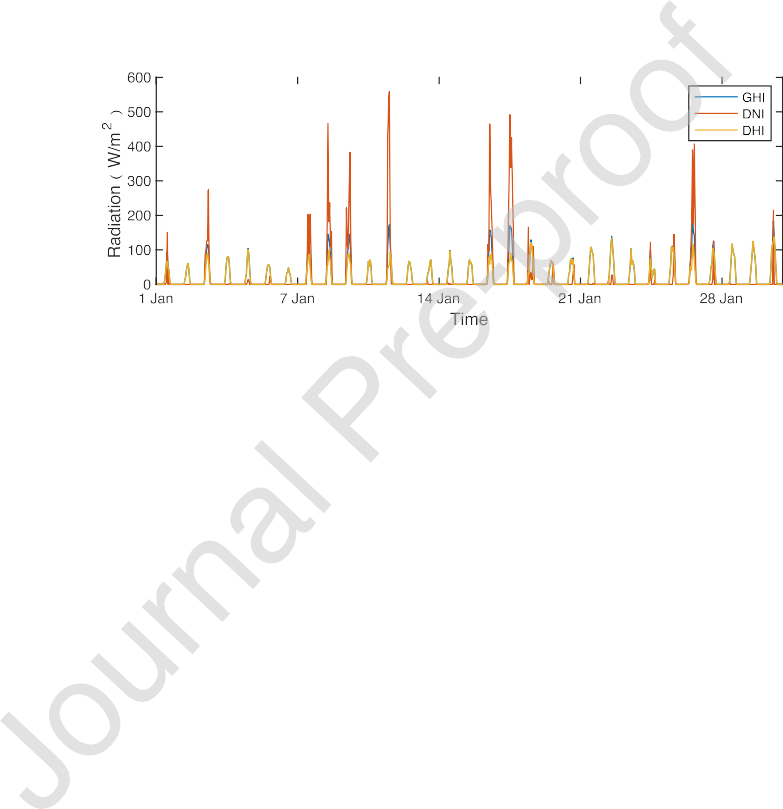 600
500
400
300
200
100
0
Radiation ( W/m2 )
1 Jan 7 Jan 14 Jan 21 Jan 28 Jan
Time
GHI
DNI
DHI
Journal Pre-proof